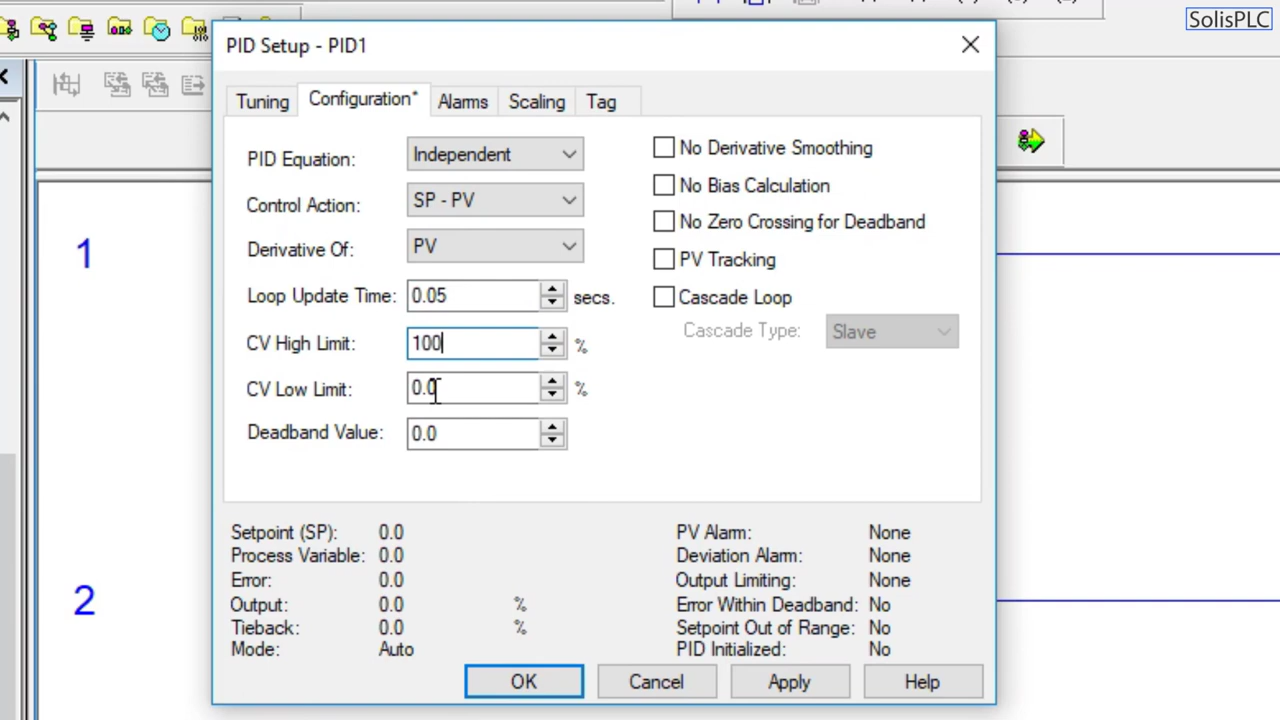 SolisPLC
PID Setup - PID1
Tuning
Configuration*
Alarms
Scaling
Tag
PID Equation: Independent
Control Action: SP - PV
Derivative Of: PV
Loop Update Time: 0.05 secs.
CV High Limit: 100 %
CV Low Limit: 0.0 %
Deadband Value: 0.0
No Derivative Smoothing
No Bias Calculation
No Zero Crossing for Deadband
PV Tracking
Cascade Loop
Cascade Type: Slave
1
2
Setpoint (SP): 0.0
Process Variable: 0.0
Error: 0.0
Output: 0.0 %
Tieback: 0.0 %
Mode: Auto
PV Alarm: None
Deviation Alarm: None
Output Limiting: None
Error Within Deadband: No
Setpoint Out of Range: No
PID Initialized: No
OK
Cancel
Apply
Help